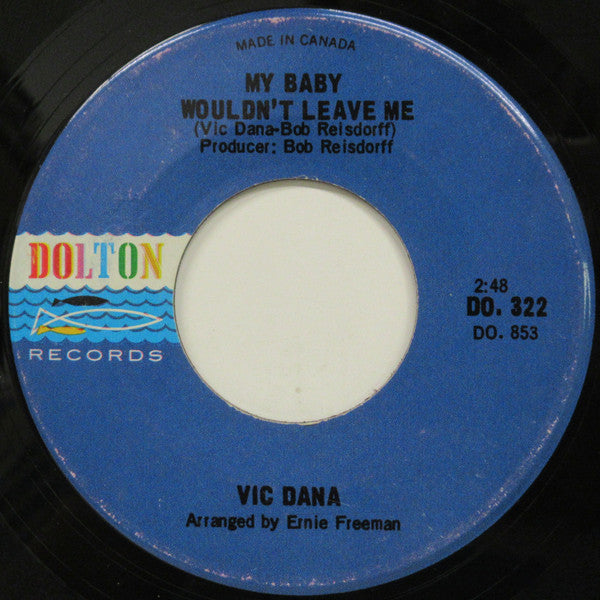 MADE IN CANADA
MY BABY
WOULDN'T LEAVE ME
(Vic Dana-Bob Reisdorff)
Producer: Bob Reisdorff
DOLTON
RECORDS
2:48
DO. 322
DO. 853
VIC DANA
Arranged by Ernie Freeman